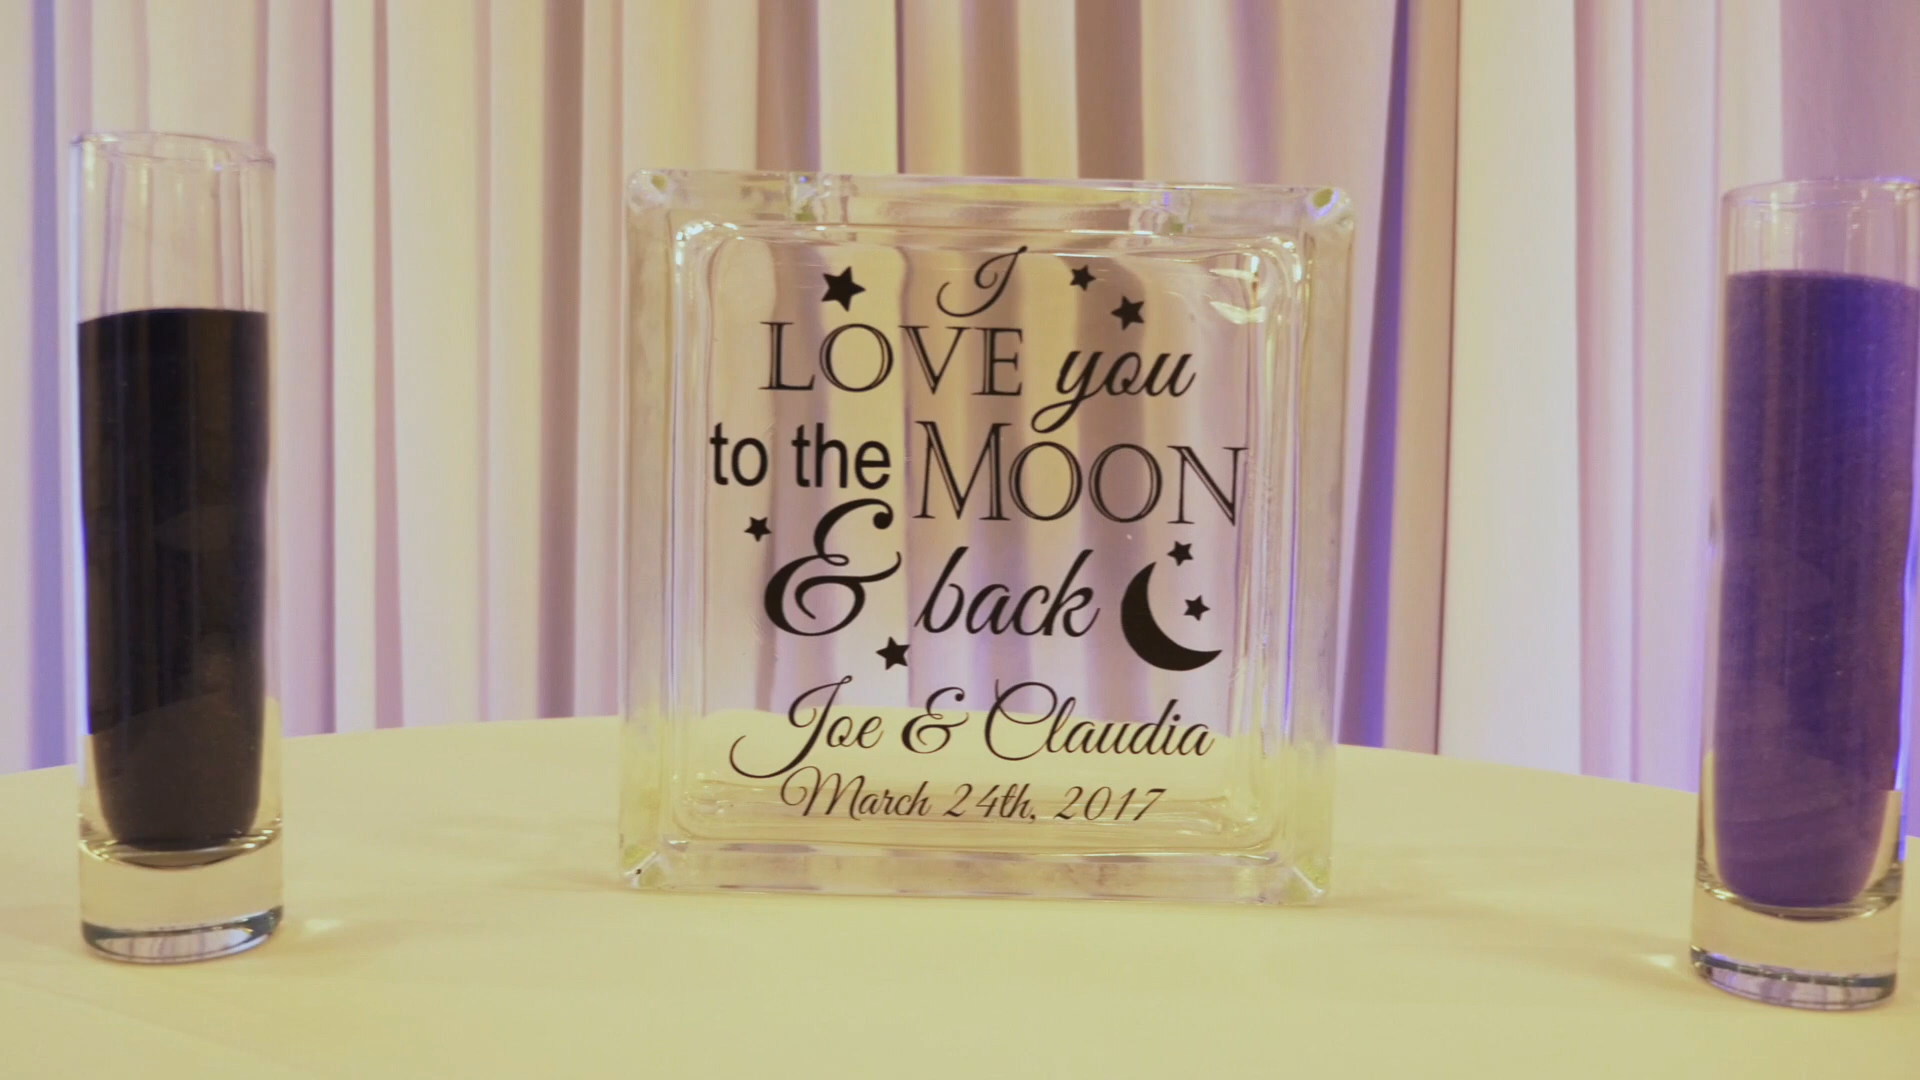 I
LOVE you
to the MOON
& back
Joe & Claudia
March 24th, 2017